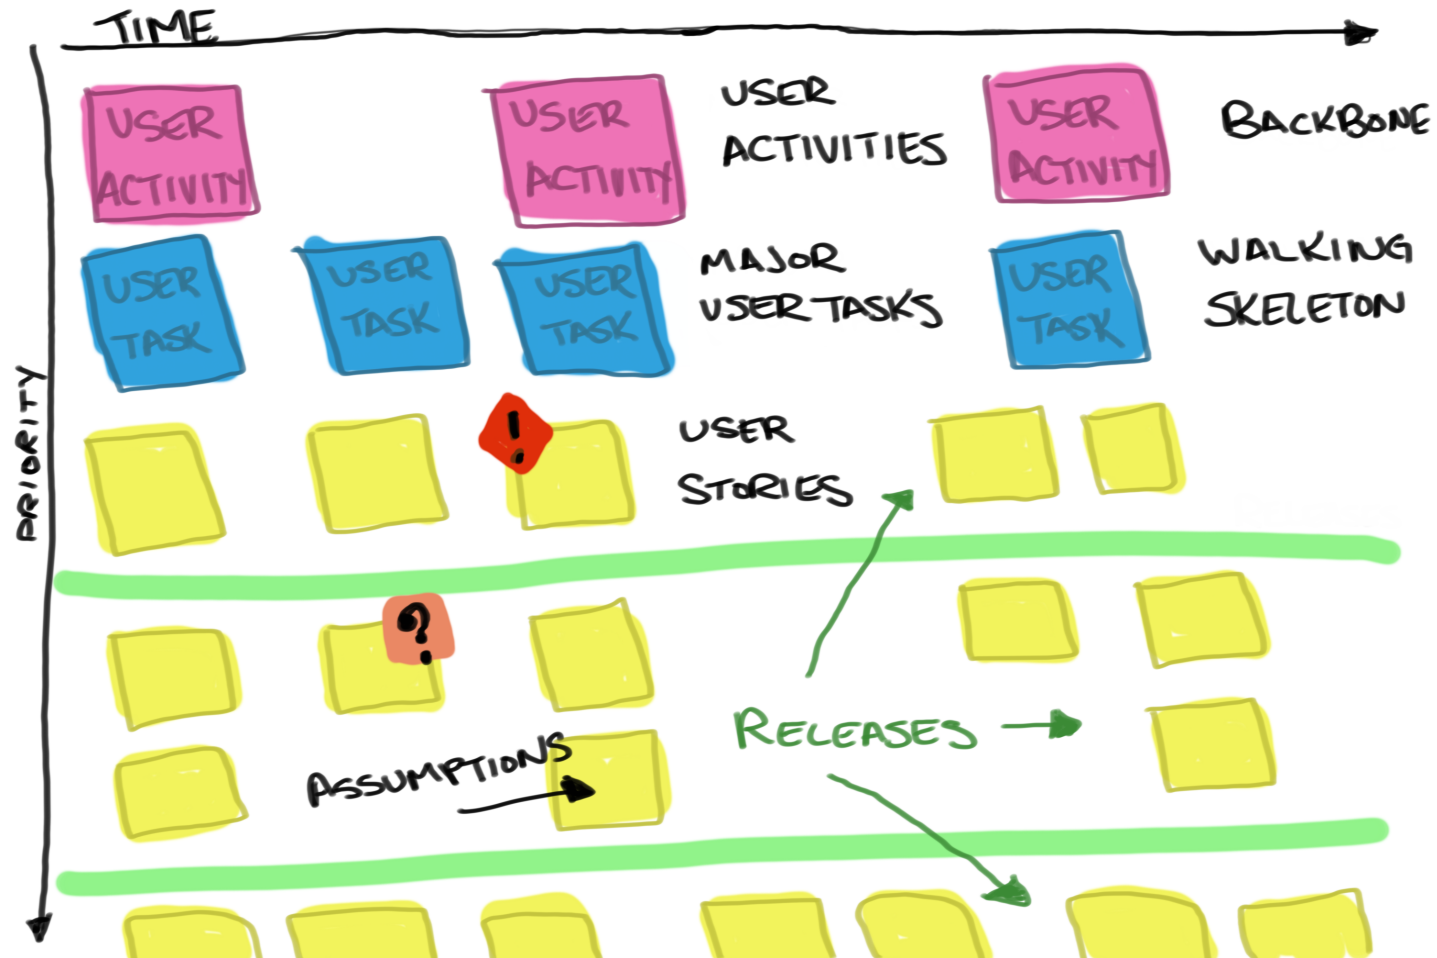 TIME
USER
ACTIVITY
USER
ACTIVITY
USER
ACTIVITIES
USER
ACTIVITY
BACKBONE
USER
TASK
USER
TASK
USER
TASK
MAJOR
USER TASKS
USER
TASK
WALKING
SKELETON
PRIORITY
!
USER
STORIES
?
ASSUMPTIONS
RELEASES